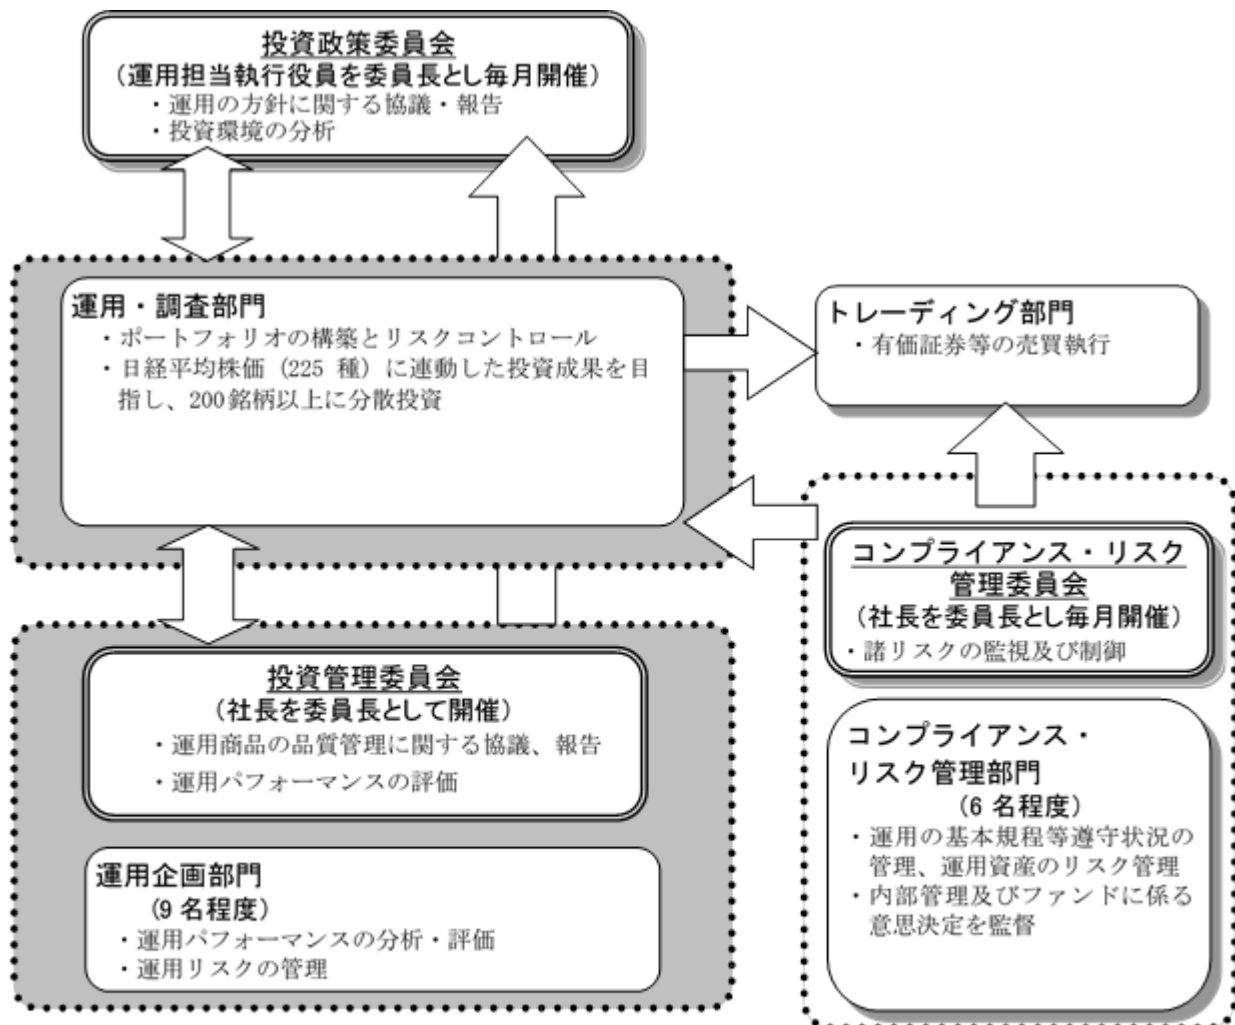 投資政策委員会
(運用担当執行役員を委員長とし毎月開催)
・運用の方針に関する協議・報告
・投資環境の分析
運用・調査部門
・ポートフォリオの構築とリスクコントロール
・日経平均株価（225 種）に連動した投資成果を目
指し、200銘柄以上に分散投資
トレーディング部門
・有価証券等の売買執行
投資管理委員会
(社長を委員長として開催)
・運用商品の品質管理に関する協議、報告
・運用パフォーマンスの評価
運用企画部門
(9 名程度)
・運用パフォーマンスの分析・評価
・運用リスクの管理
コンプライアンス・リスク
管理委員会
(社長を委員長とし毎月開催)
・諸リスクの監視及び制御
コンプライアンス・
リスク管理部門
(6 名程度)
・運用の基本規程等遵守状況の
管理、運用資産のリスク管理
・内部管理及びファンドに係る
意思決定を監督